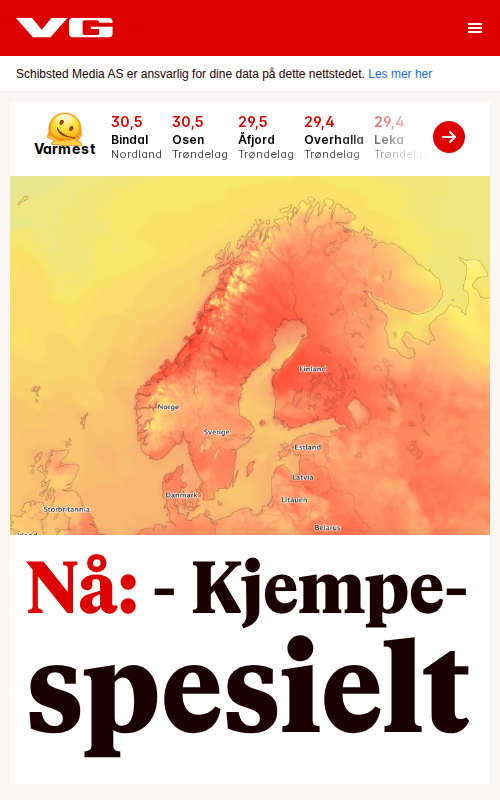 VG
Schibsted Media AS er ansvarlig for dine data på dette nettstedet. Les mer her
Varmest
30,5 30,5 29,5 29,4 29,4
Bindal Osen Åfjord Overhalla Leka
Nordland Trøndelag Trøndelag Trøndelag Trøndelag
Finland
Norge
Sverige
Estland
Latvia
Danmark
Litauen
Storbritannia
Belarus
Nå: - Kjempe-
spesielt